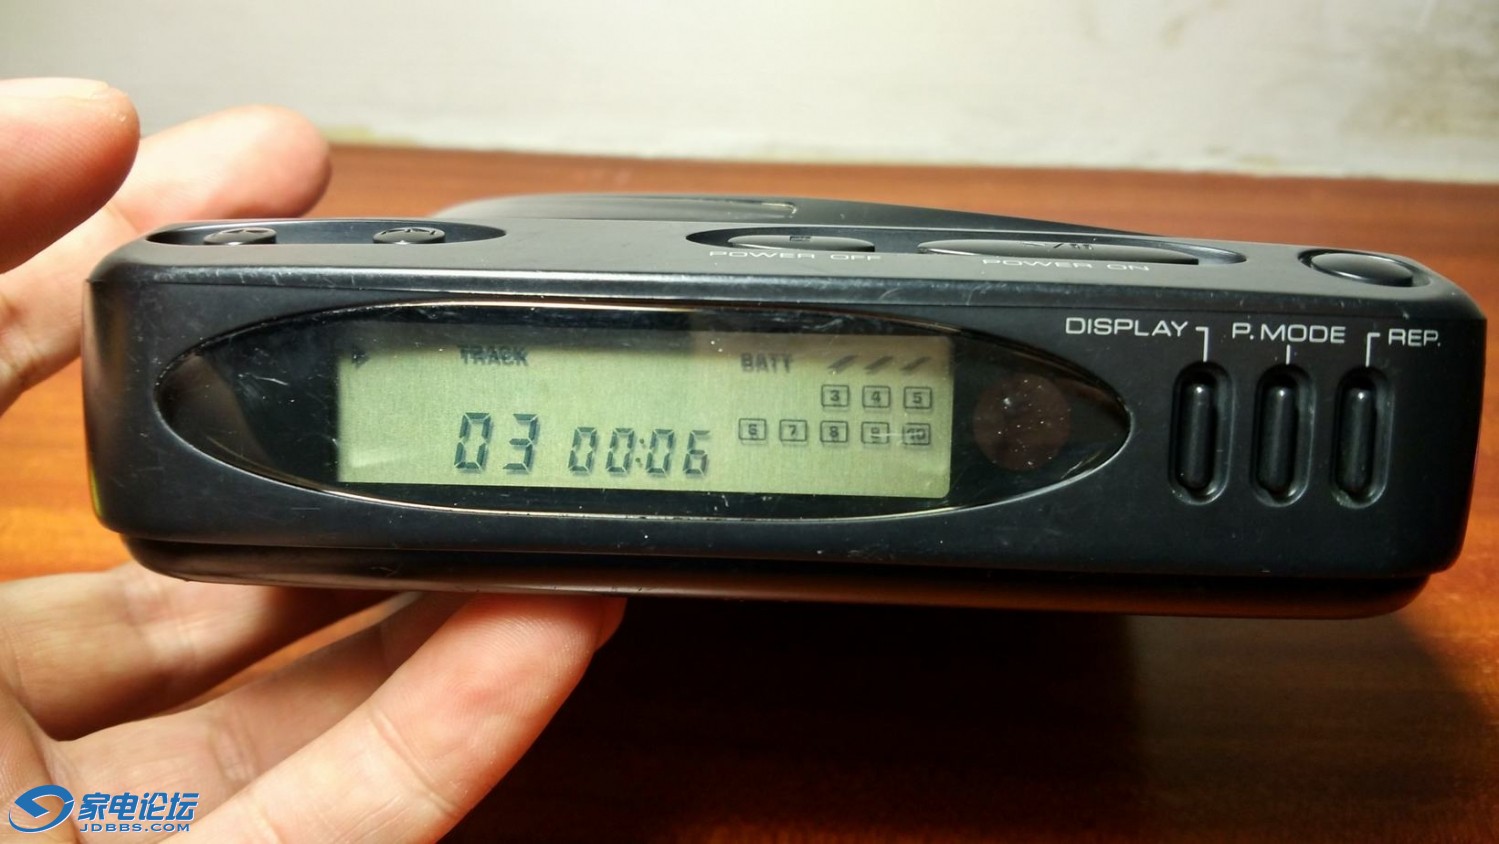 POWER OFF
POWER ON
DISPLAY P.MODE REP.
TRACK BATT
3 4 5
03 00:06 6 7 8 9 10
家电论坛
JDBBS.COM